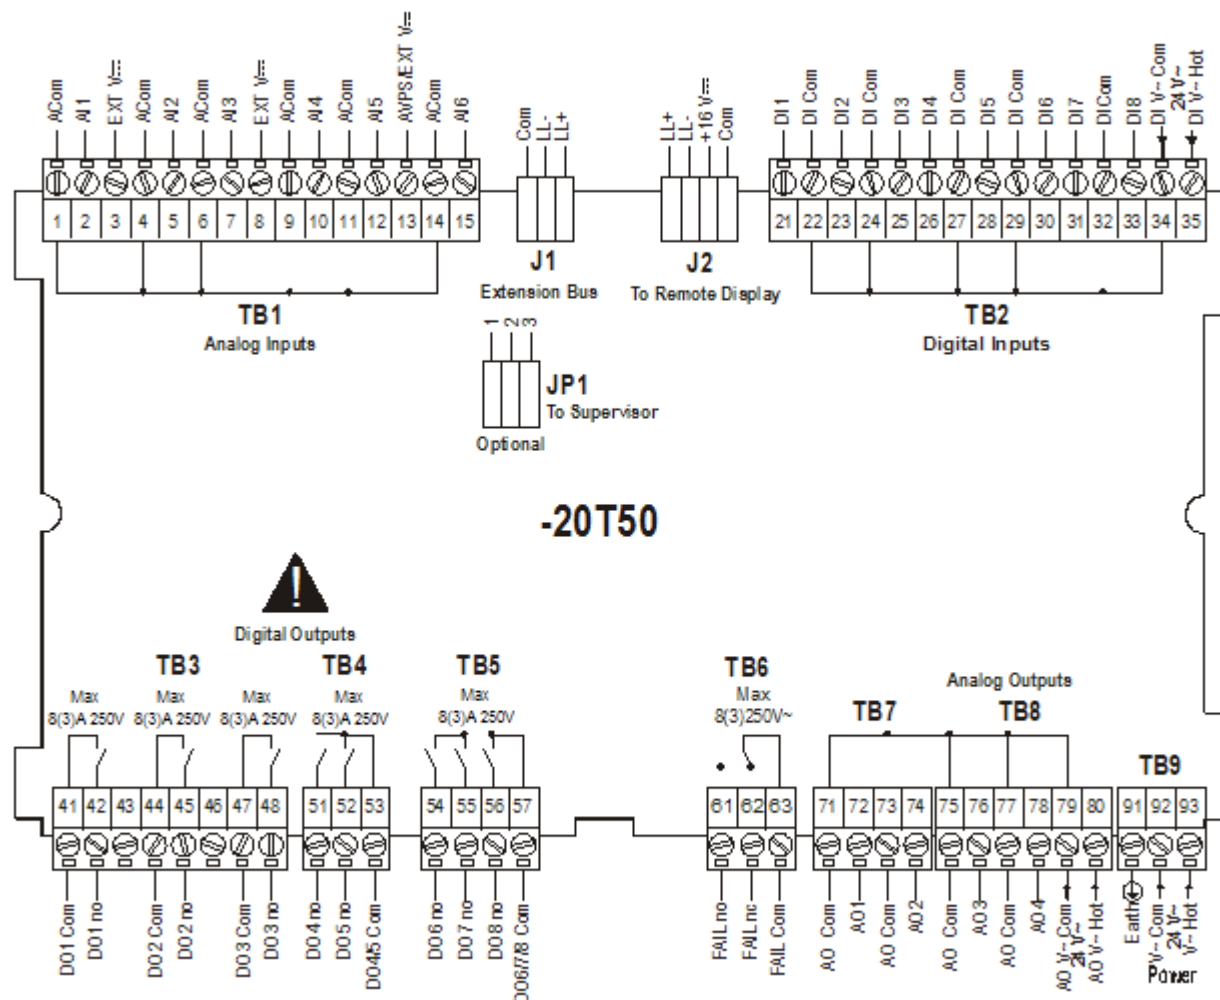 ACom AI1 EXT V⎓ ACom AI2 ACom AI3 EXT V⎓ ACom AI4 ACom AI5 AVPS/EXT V⎓ ACom AI6
Com LL- LL+
LL+ LL- +16 V⎓ Com
DI1 DI Com DI2 DI Com DI3 DI4 DI Com DI5 DI Com DI6 DI7 DICom DI8 DI V~ Com 24 V~ DI V~ Hot
1 2 3 4 5 6 7 8 9 10 11 12 13 14 15
21 22 23 24 25 26 27 28 29 30 31 32 33 34 35
J1
Extension Bus
J2
To Remote Display
TB1
Analog Inputs
TB2
Digital Inputs
1 2 3
JP1
To Supervisor
Optional
-20T50
!
Digital Outputs
TB3
TB4
TB5
TB6
Analog Outputs
TB7
TB8
TB9
Max
8(3)A 250V
Max
8(3)A 250V
Max
8(3)A 250V
Max
8(3)A 250V
Max
8(3)A 250V
Max
8(3)250V~
41 42 43 44 45 46 47 48
51 52 53
54 55 56 57
61 62 63
71 72 73 74
75 76 77 78 79 80
91 92 93
DO1 Com DO1 no DO2 Com DO2 no DO3 Com DO3 no
DO4 no DO5 no DO4/5 Com
DO6 no DO7 no DO8 no DO6/7/8 Com
FAIL no FAIL nc FAIL Com
AO Com AO1 AO Com AO2
AO Com AO3 AO Com AO4 AO V~ Com 24 V~ AO V~ Hot
Earth V~ Com 24 V~ V~ Hot
Power